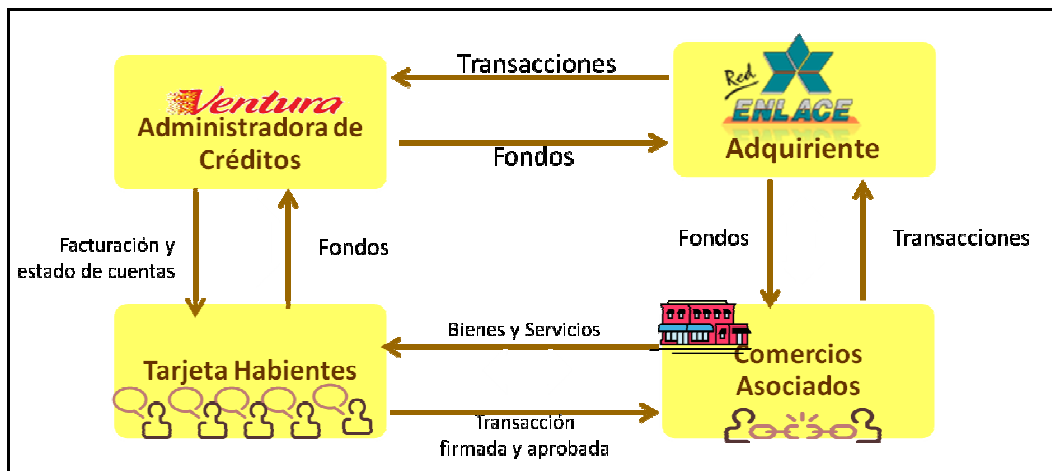 Transacciones
Ventura
Administradora de
Créditos
Red
ENLACE
Adquiriente
Fondos
Facturación y
estado de cuentas
Fondos
Fondos
Transacciones
Bienes y Servicios
Tarjeta Habientes
Comercios
Asociados
Transacción
firmada y aprobada